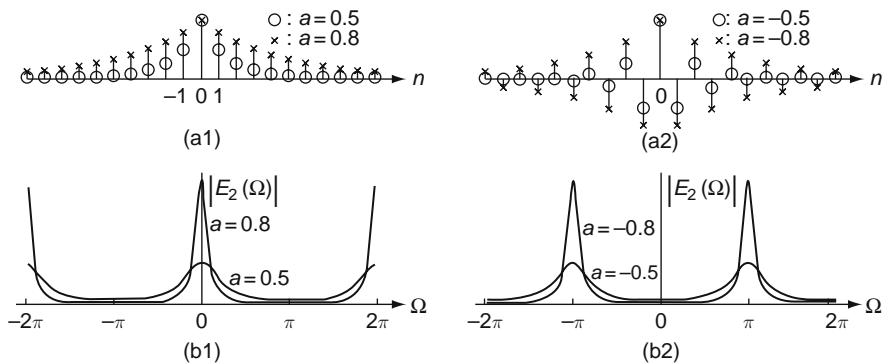 ○: a = 0.5
×: a = 0.8
n
−1 0 1
(a1)
○: a = −0.5
×: a = −0.8
n
0
(a2)
|E₂(Ω)|
a = 0.8
a = 0.5
Ω
−2π −π 0 π 2π
(b1)
|E₂(Ω)|
a = −0.8
a = −0.5
Ω
−2π −π 0 π 2π
(b2)